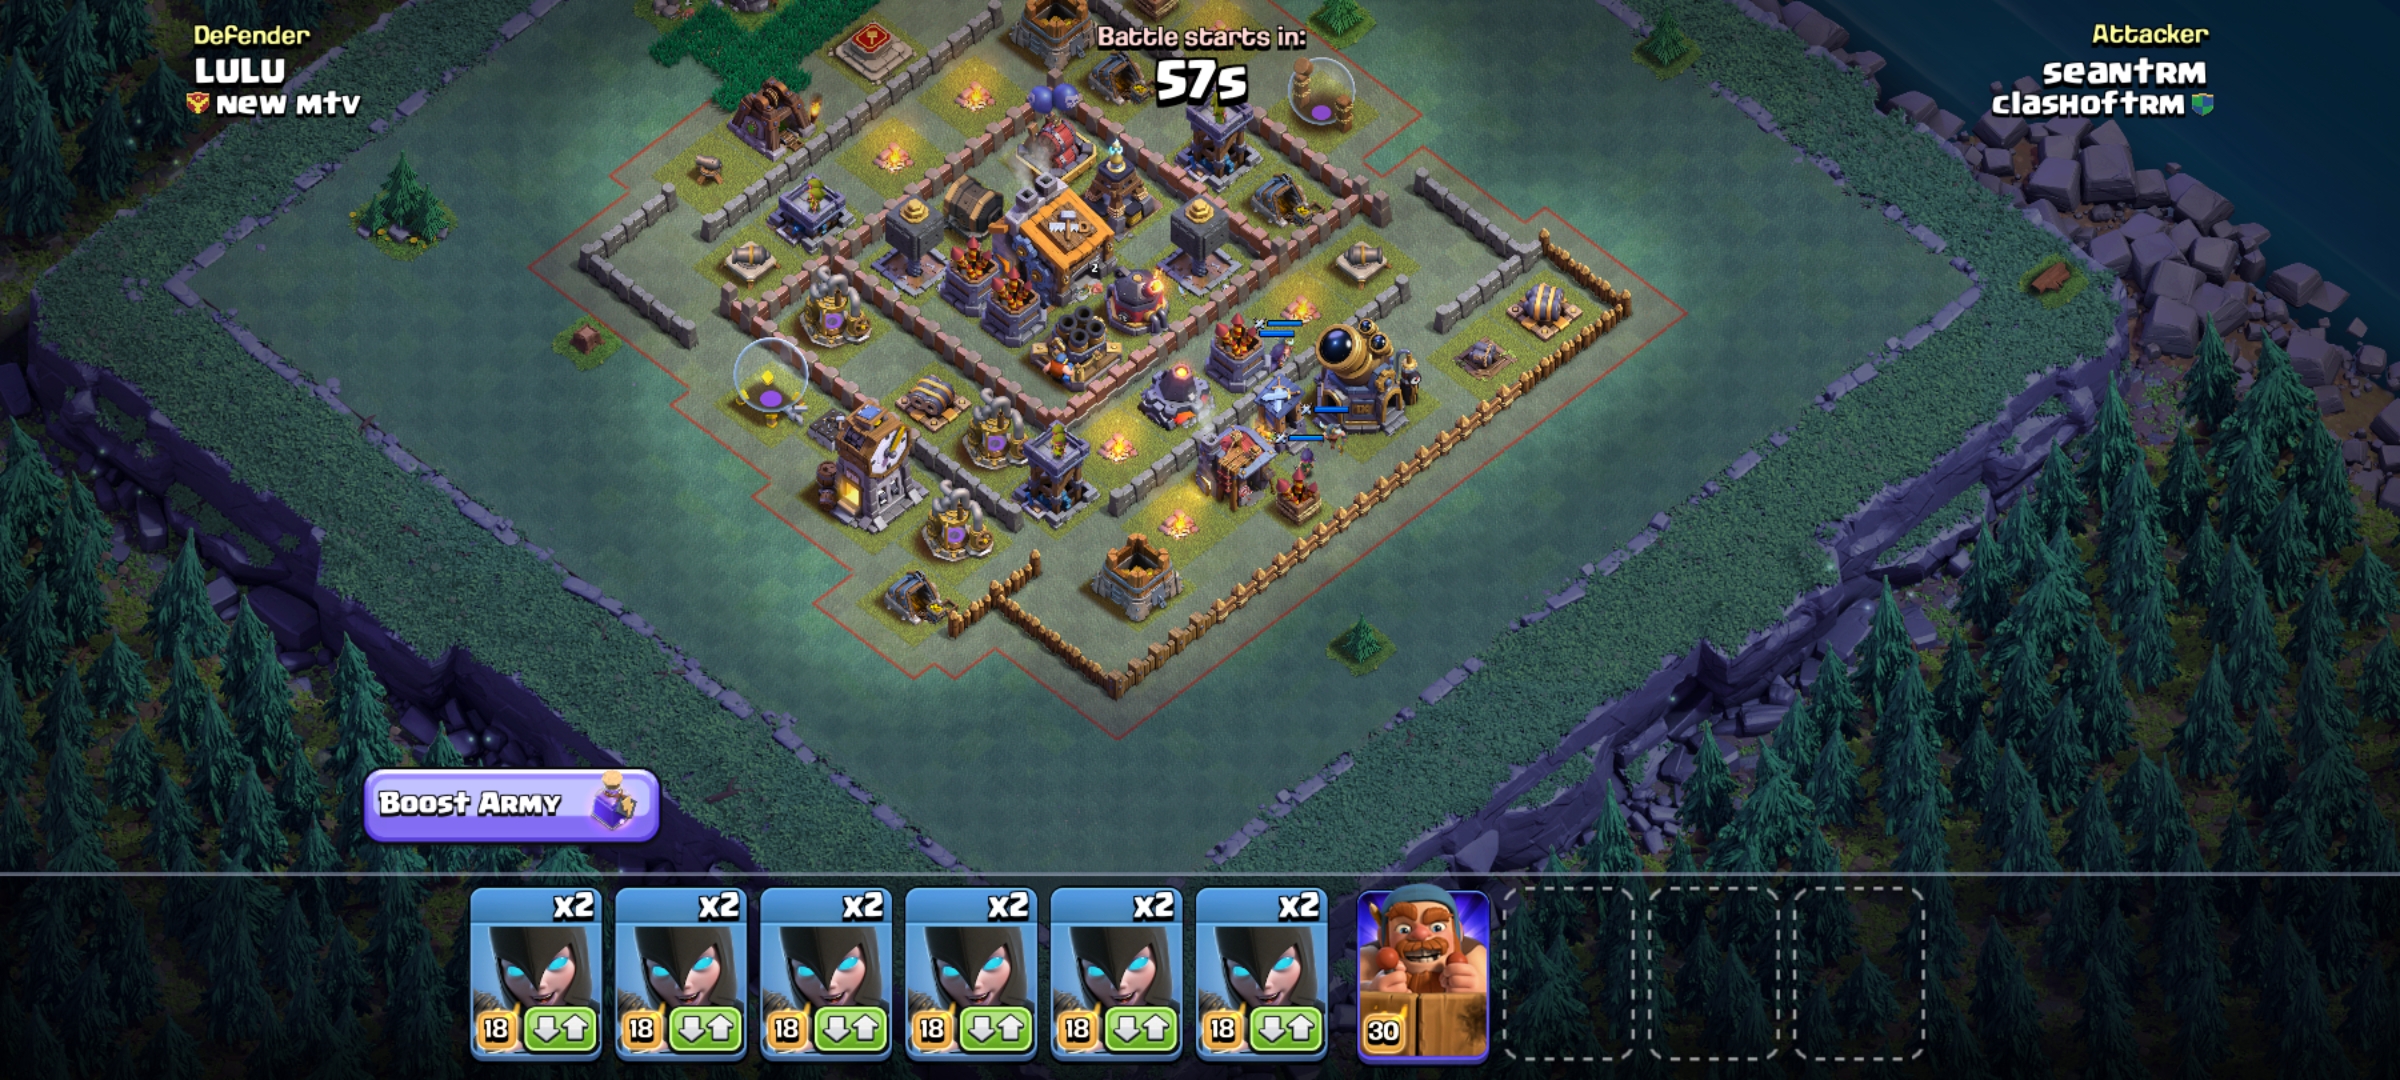 Defender
LULU
new mtv
Battle starts in:
57s
Attacker
seantRM
clashoftRM
2
Boost Army
x2
x2
x2
x2
x2
x2
18
18
18
18
18
18
30